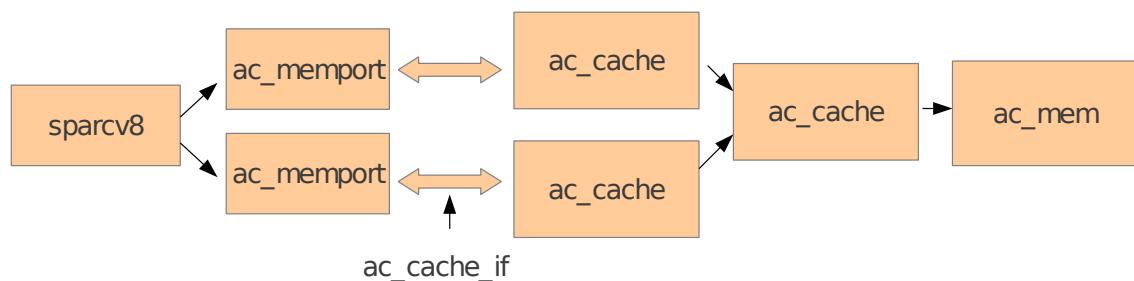 sparcv8
ac_memport
ac_memport
ac_cache
ac_cache
ac_cache
ac_mem
ac_cache_if